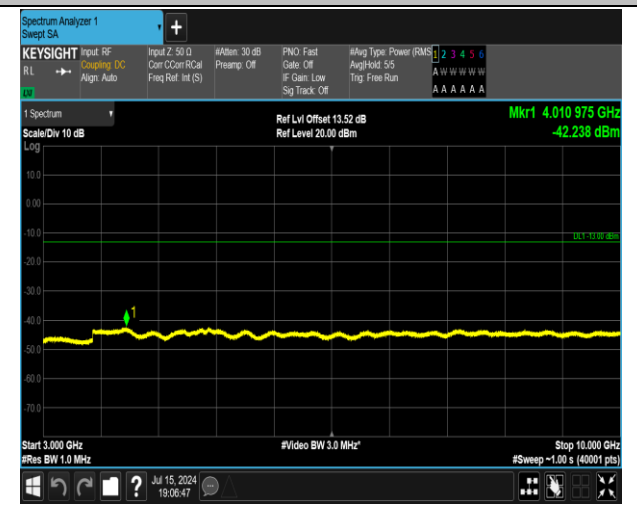 Spectrum Analyzer 1
Swept SA
KEYSIGHT Input: RF Input Z: 50 Ω #Atten: 30 dB PNO: Fast #Avg Type: Power (RMS 1 2 3 4 5 6
RL Coupling: DC Corr CCorr RCal Preamp: Off Gate: Off Avg|Hold: 5/5 A W W W W W
Align: Auto Freq Ref: Int (S) IF Gain: Low Trig: Free Run
Sig Track: Off A A A A A A
1 Spectrum Ref Lvl Offset 13.52 dB Mkr1 4.010 975 GHz
Scale/Div 10 dB Ref Level 20.00 dBm -42.238 dBm
Log
10.0
0.00
-10.0
DL1 -13.00 dBm
-20.0
-30.0
1
-40.0
-50.0
-60.0
-70.0
Start 3.000 GHz #Video BW 3.0 MHz* Stop 10.000 GHz
#Res BW 1.0 MHz #Sweep ~1.00 s (40001 pts)
? Jul 15, 2024
19:06:47